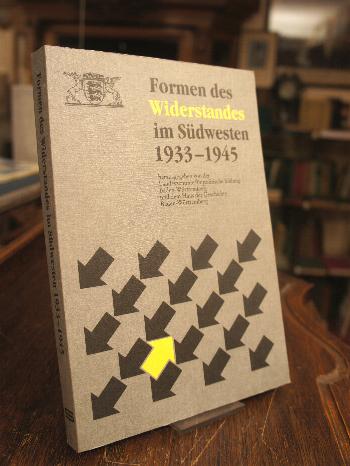 Formen des
Widerstandes
im Südwesten
1933–1945
herausgegeben von der
Landeszentrale für politische Bildung
Baden-Württemberg
und dem Haus der Geschichte
Baden-Württemberg
Formen des Widerstandes im Südwesten 1933–1945